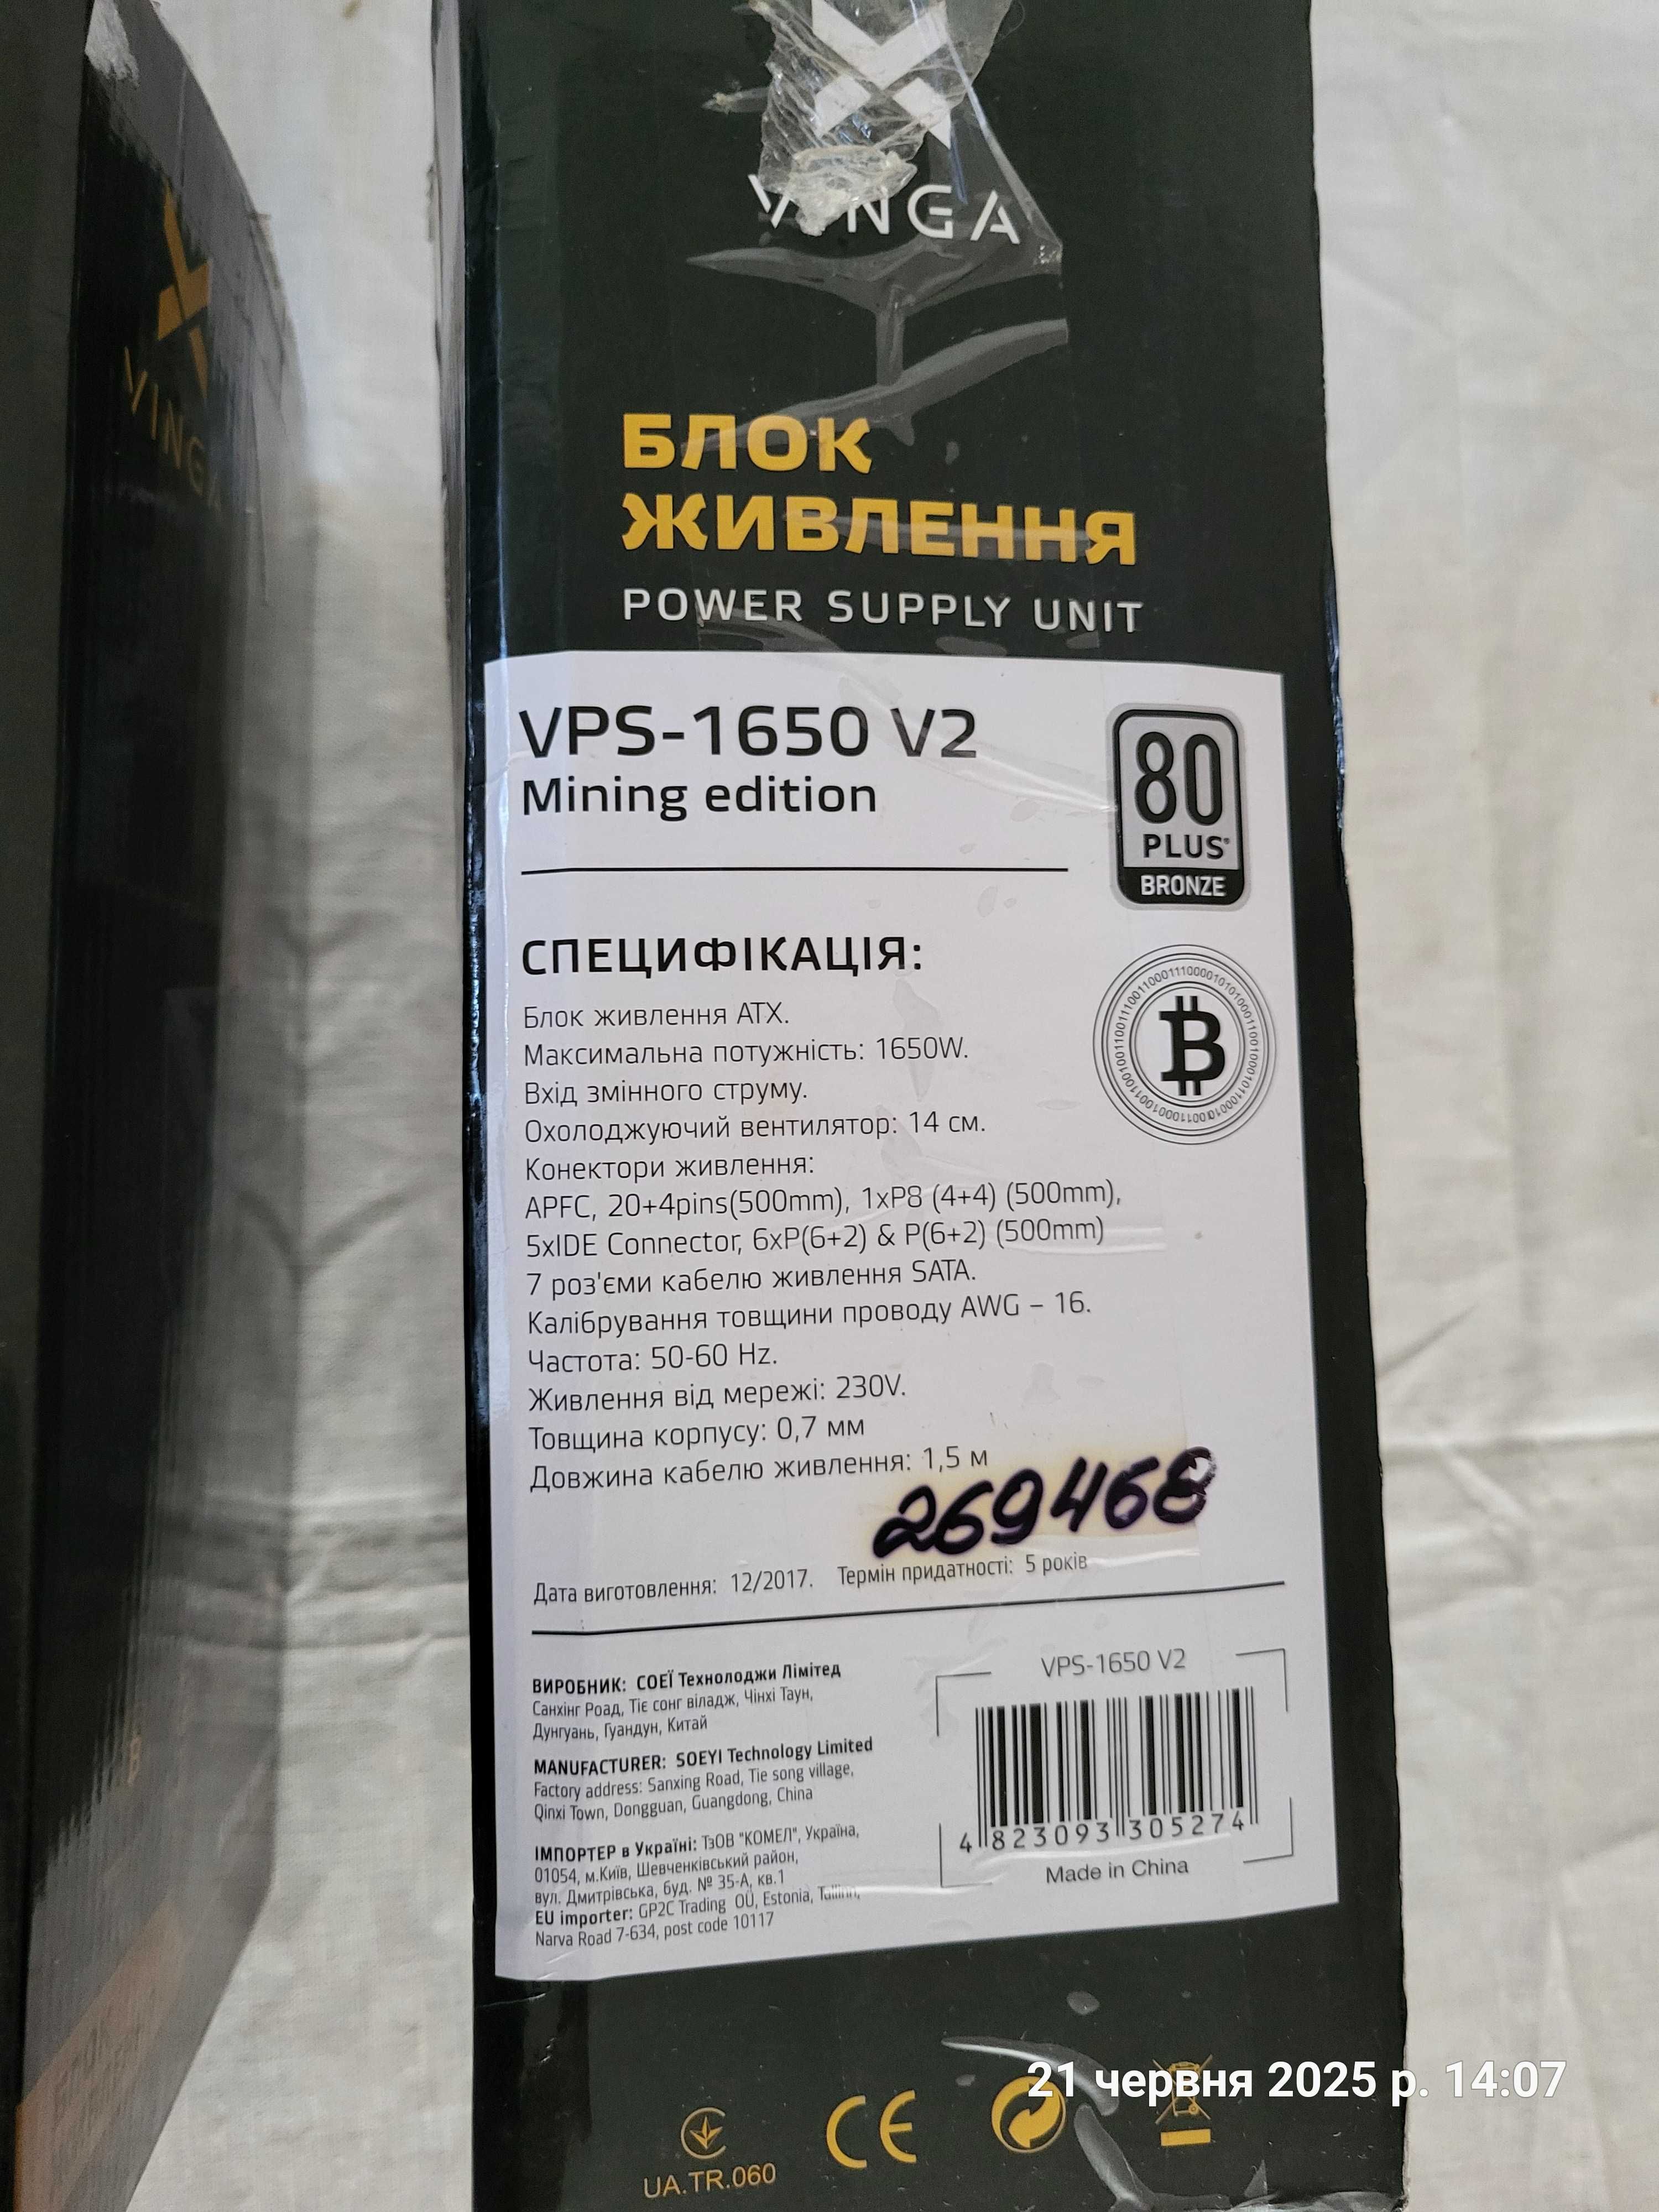 VINGA
VINGA
БЛОК
ЖИВЛЕННЯ
POWER SUPPLY UNIT
VPS-1650 V2
Mining edition
80
PLUS
BRONZE
СПЕЦИФІКАЦІЯ:
Блок живлення ATX.
Максимальна потужність: 1650W.
Вхід змінного струму.
Охолоджуючий вентилятор: 14 см.
Конектори живлення:
APFC, 20+4pins(500mm), 1xP8 (4+4) (500mm),
5xIDE Connector, 6xP(6+2) & P(6+2) (500mm)
7 роз'єми кабелю живлення SATA.
Калібрування товщини проводу AWG – 16.
Частота: 50-60 Hz.
Живлення від мережі: 230V.
Товщина корпусу: 0,7 мм
Довжина кабелю живлення: 1,5 м
269468
Дата виготовлення: 12/2017. Термін придатності: 5 років
ВИРОБНИК: СОЕЇ Технолоджи Лімітед
Санхінг Роад, Тіє сонг віладж, Чінхі Таун,
Дунгуань, Гуандун, Китай
MANUFACTURER: SOEYI Technology Limited
Factory address: Sanxing Road, Tie song village,
Qinxi Town, Dongguan, Guangdong, China
ІМПОРТЕР в Україні: ТзОВ "КОМЕЛ", Україна,
01054, м.Київ, Шевченківський район,
вул. Дмитрівська, буд. № 35-А, кв.1
EU importer: GP2C Trading OÜ, Estonia, Tallinn,
Narva Road 7-634, post code 10117
VPS-1650 V2
4 823093 305274
Made in China
UA.TR.060
CE
21 червня 2025 р. 14:07